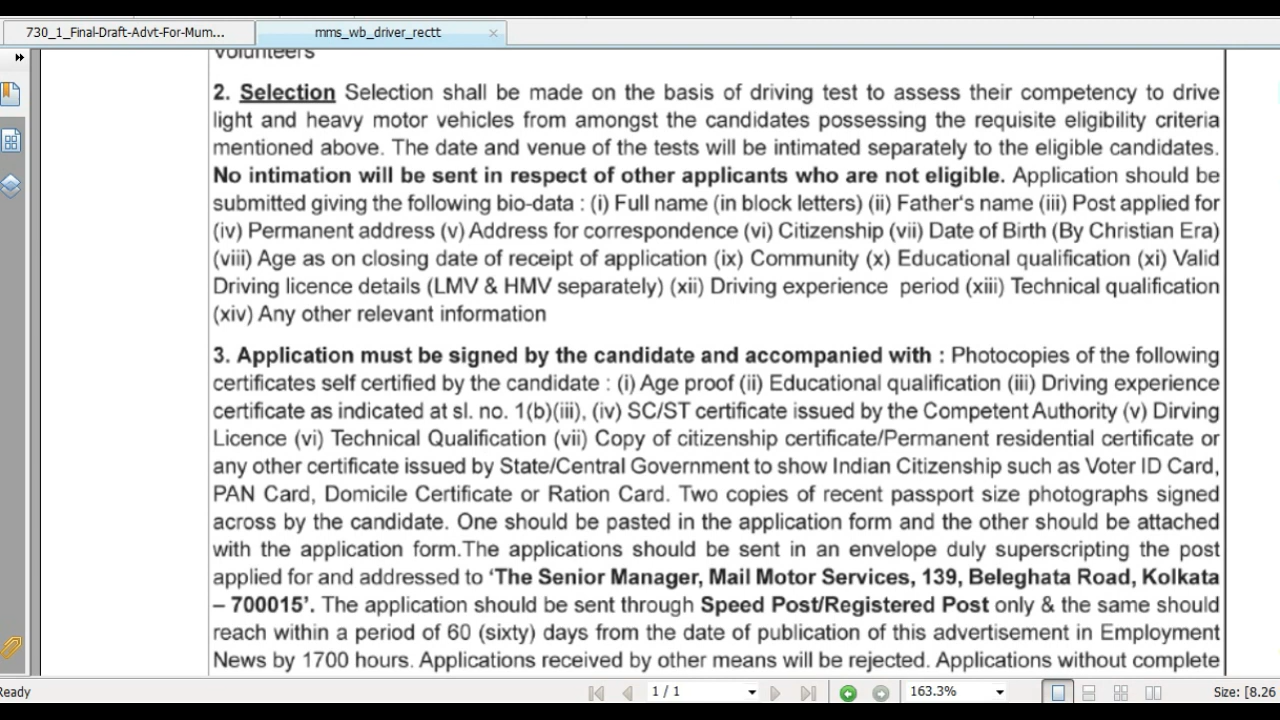 730_1_Final-Draft-Advt-For-Mum...
mms_wb_driver_rectt
Volunteers
2. Selection Selection shall be made on the basis of driving test to assess their competency to drive
light and heavy motor vehicles from amongst the candidates possessing the requisite eligibility criteria
mentioned above. The date and venue of the tests will be intimated separately to the eligible candidates.
No intimation will be sent in respect of other applicants who are not eligible. Application should be
submitted giving the following bio-data : (i) Full name (in block letters) (ii) Father's name (iii) Post applied for
(iv) Permanent address (v) Address for correspondence (vi) Citizenship (vii) Date of Birth (By Christian Era)
(viii) Age as on closing date of receipt of application (ix) Community (x) Educational qualification (xi) Valid
Driving licence details (LMV & HMV separately) (xii) Driving experience period (xiii) Technical qualification
(xiv) Any other relevant information
3. Application must be signed by the candidate and accompanied with : Photocopies of the following
certificates self certified by the candidate : (i) Age proof (ii) Educational qualification (iii) Driving experience
certificate as indicated at sl. no. 1(b)(iii), (iv) SC/ST certificate issued by the Competent Authority (v) Dirving
Licence (vi) Technical Qualification (vii) Copy of citizenship certificate/Permanent residential certificate or
any other certificate issued by State/Central Government to show Indian Citizenship such as Voter ID Card,
PAN Card, Domicile Certificate or Ration Card. Two copies of recent passport size photographs signed
across by the candidate. One should be pasted in the application form and the other should be attached
with the application form.The applications should be sent in an envelope duly superscripting the post
applied for and addressed to 'The Senior Manager, Mail Motor Services, 139, Beleghata Road, Kolkata
– 700015'. The application should be sent through Speed Post/Registered Post only & the same should
reach within a period of 60 (sixty) days from the date of publication of this advertisement in Employment
News by 1700 hours. Applications received by other means will be rejected. Applications without complete
Ready
1 / 1
163.3%
Size: [8.26